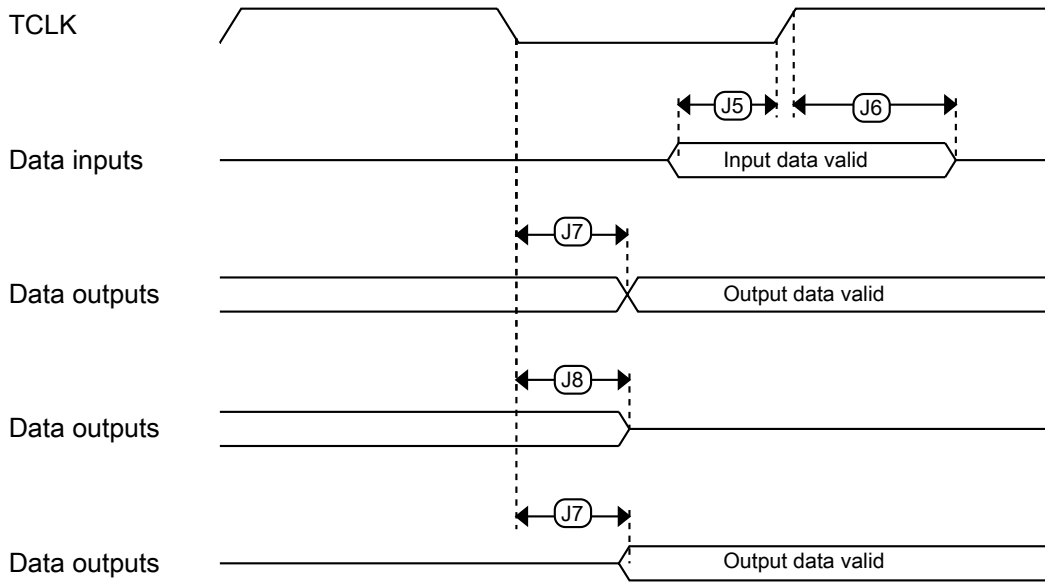 TCLK
J5
J6
Data inputs
Input data valid
J7
Data outputs
Output data valid
J8
Data outputs
J7
Data outputs
Output data valid